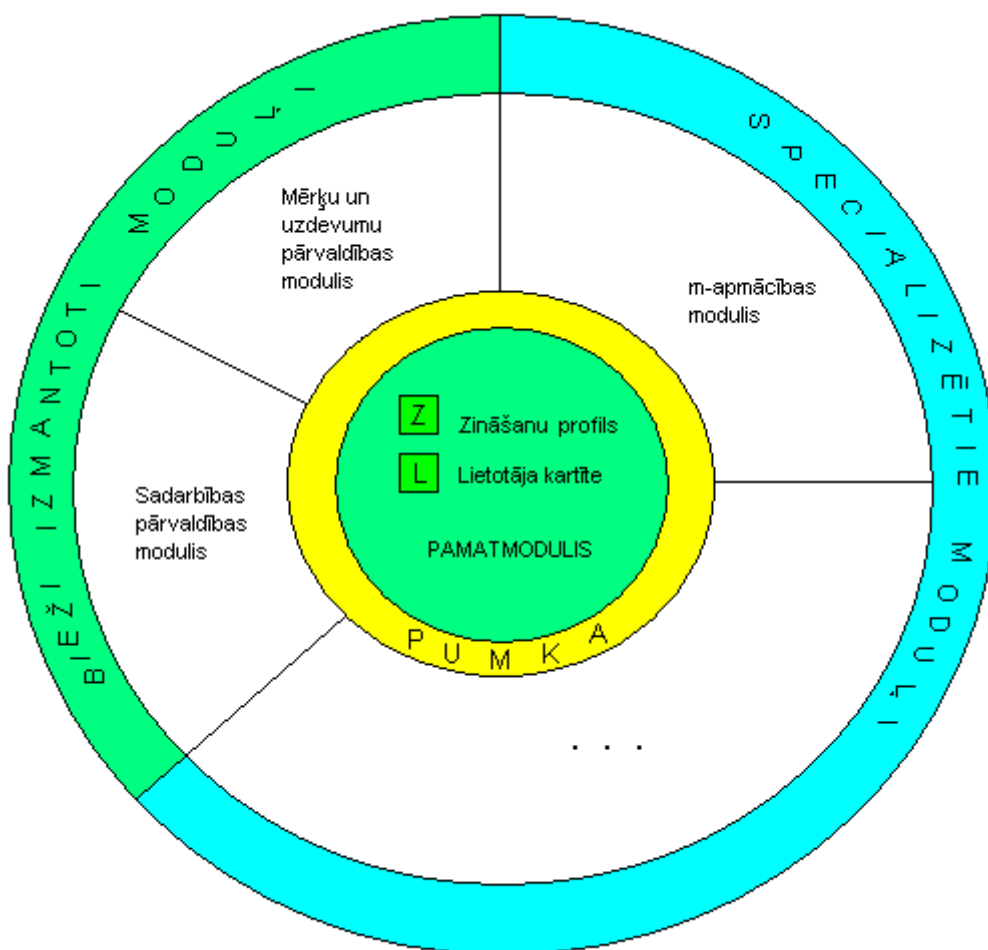 BIEŽI IZMANTOTI MODUĻI
SPECIALIZĒTIE MODUĻI
Mērķu un
uzdevumu
pārvaldības
modulis
m-apmācības
modulis
Sadarbības
pārvaldības
modulis
Z Zināšanu profils
L Lietotāja kartīte
PAMATMODULIS
PUMKA
. . .